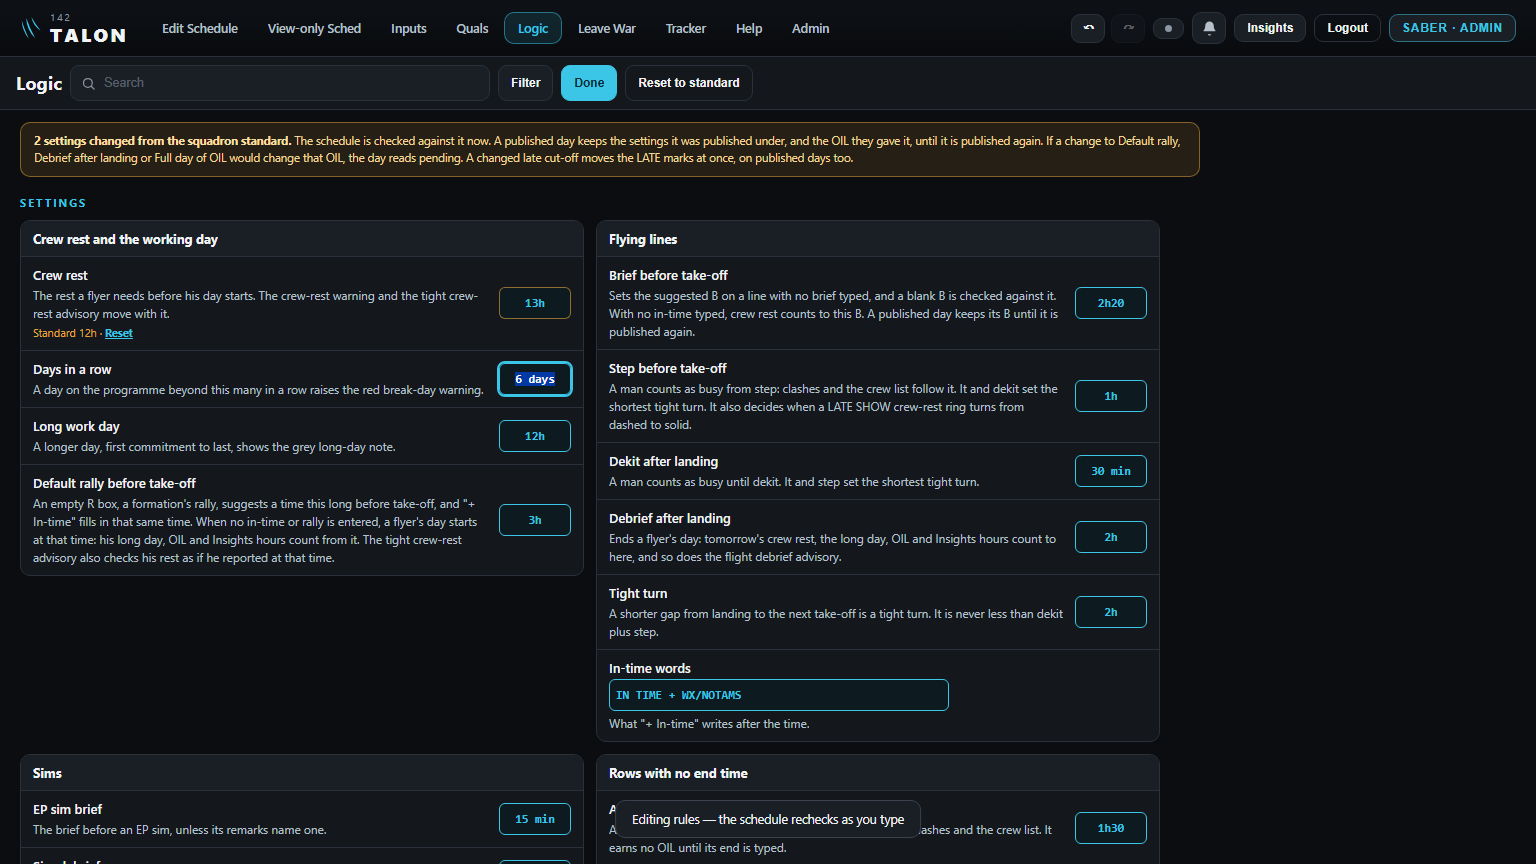 142
TALON
Edit Schedule
View-only Sched
Inputs
Quals
Logic
Leave War
Tracker
Help
Admin
Insights
Logout
SABER · ADMIN
Logic
Search
Filter
Done
Reset to standard
2 settings changed from the squadron standard. The schedule is checked against it now. A published day keeps the settings it was published under, and the OIL they gave it, until it is published again. If a change to Default rally,
Debrief after landing or Full day of OIL would change that OIL, the day reads pending. A changed late cut-off moves the LATE marks at once, on published days too.
SETTINGS
Crew rest and the working day
Crew rest
The rest a flyer needs before his day starts. The crew-rest warning and the tight crew-
rest advisory move with it.
Standard 12h · Reset
13h
Days in a row
A day on the programme beyond this many in a row raises the red break-day warning.
6 days
Long work day
A longer day, first commitment to last, shows the grey long-day note.
12h
Default rally before take-off
An empty R box, a formation's rally, suggests a time this long before take-off, and "+
In-time" fills in that same time. When no in-time or rally is entered, a flyer's day starts
at that time: his long day, OIL and Insights hours count from it. The tight crew-rest
advisory also checks his rest as if he reported at that time.
3h
Flying lines
Brief before take-off
Sets the suggested B on a line with no brief typed, and a blank B is checked against it.
With no in-time typed, crew rest counts to this B. A published day keeps its B until it is
published again.
2h20
Step before take-off
A man counts as busy from step: clashes and the crew list follow it. It and dekit set the
shortest tight turn. It also decides when a LATE SHOW crew-rest ring turns from
dashed to solid.
1h
Dekit after landing
A man counts as busy until dekit. It and step set the shortest tight turn.
30 min
Debrief after landing
Ends a flyer's day: tomorrow's crew rest, the long day, OIL and Insights hours count to
here, and so does the flight debrief advisory.
2h
Tight turn
A shorter gap from landing to the next take-off is a tight turn. It is never less than dekit
plus step.
2h
In-time words
IN TIME + WX/NOTAMS
What "+ In-time" writes after the time.
Sims
EP sim brief
The brief before an EP sim, unless its remarks name one.
15 min
Rows with no end time
ashes and the crew list. It
earns no OIL until its end is typed.
1h30
Editing rules — the schedule rechecks as you type